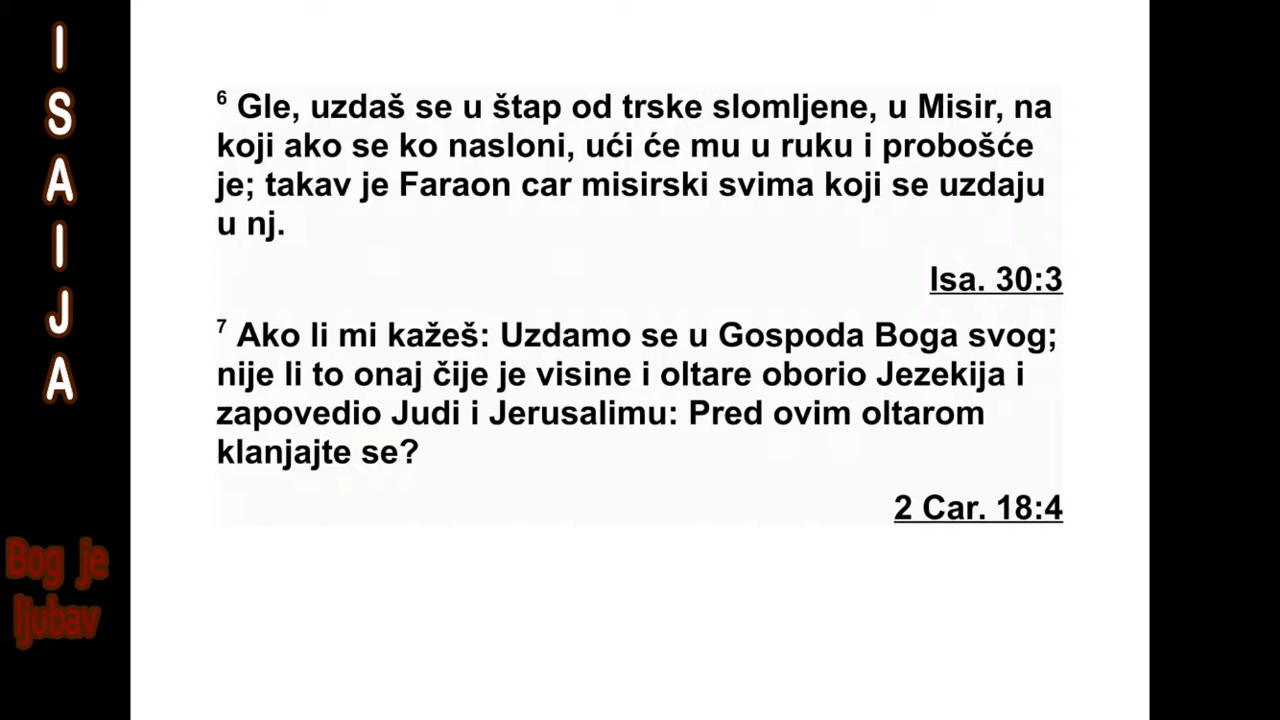 ISAIJA
6 Gle, uzdaš se u štap od trske slomljene, u Misir, na
koji ako se ko nasloni, ući će mu u ruku i probošće
je; takav je Faraon car misirski svima koji se uzdaju
u nj.
Isa. 30:3
7 Ako li mi kažeš: Uzdamo se u Gospoda Boga svog;
nije li to onaj čije je visine i oltare oborio Jezekija i
zapovedio Judi i Jerusalimu: Pred ovim oltarom
klanjajte se?
2 Car. 18:4
Bog je
ljubav